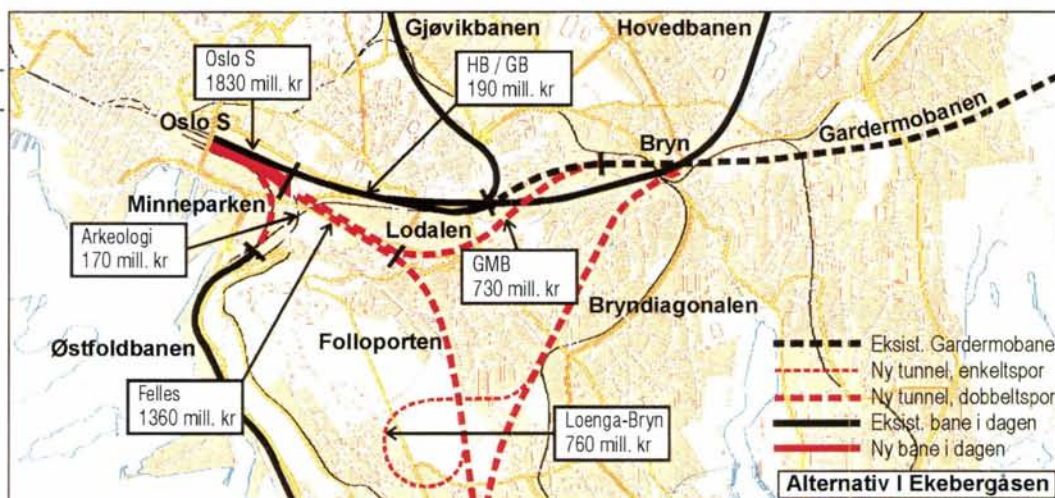 Gjøvikbanen
Hovedbanen
Oslo S
1830 mill. kr
HB / GB
190 mill. kr
Oslo S
Bryn
Gardermobanen
Minneparken
Arkeologi
170 mill. kr
Lodalen
GMB
730 mill. kr
Bryndiagonalen
Østfoldbanen
Folloporten
Felles
1360 mill. kr
Loenga-Bryn
760 mill. kr
Eksist. Gardermobane
Ny tunnel, enkeltspor
Ny tunnel, dobbeltspor
Eksist. bane i dagen
Ny bane i dagen
Alternativ I Ekebergåsen